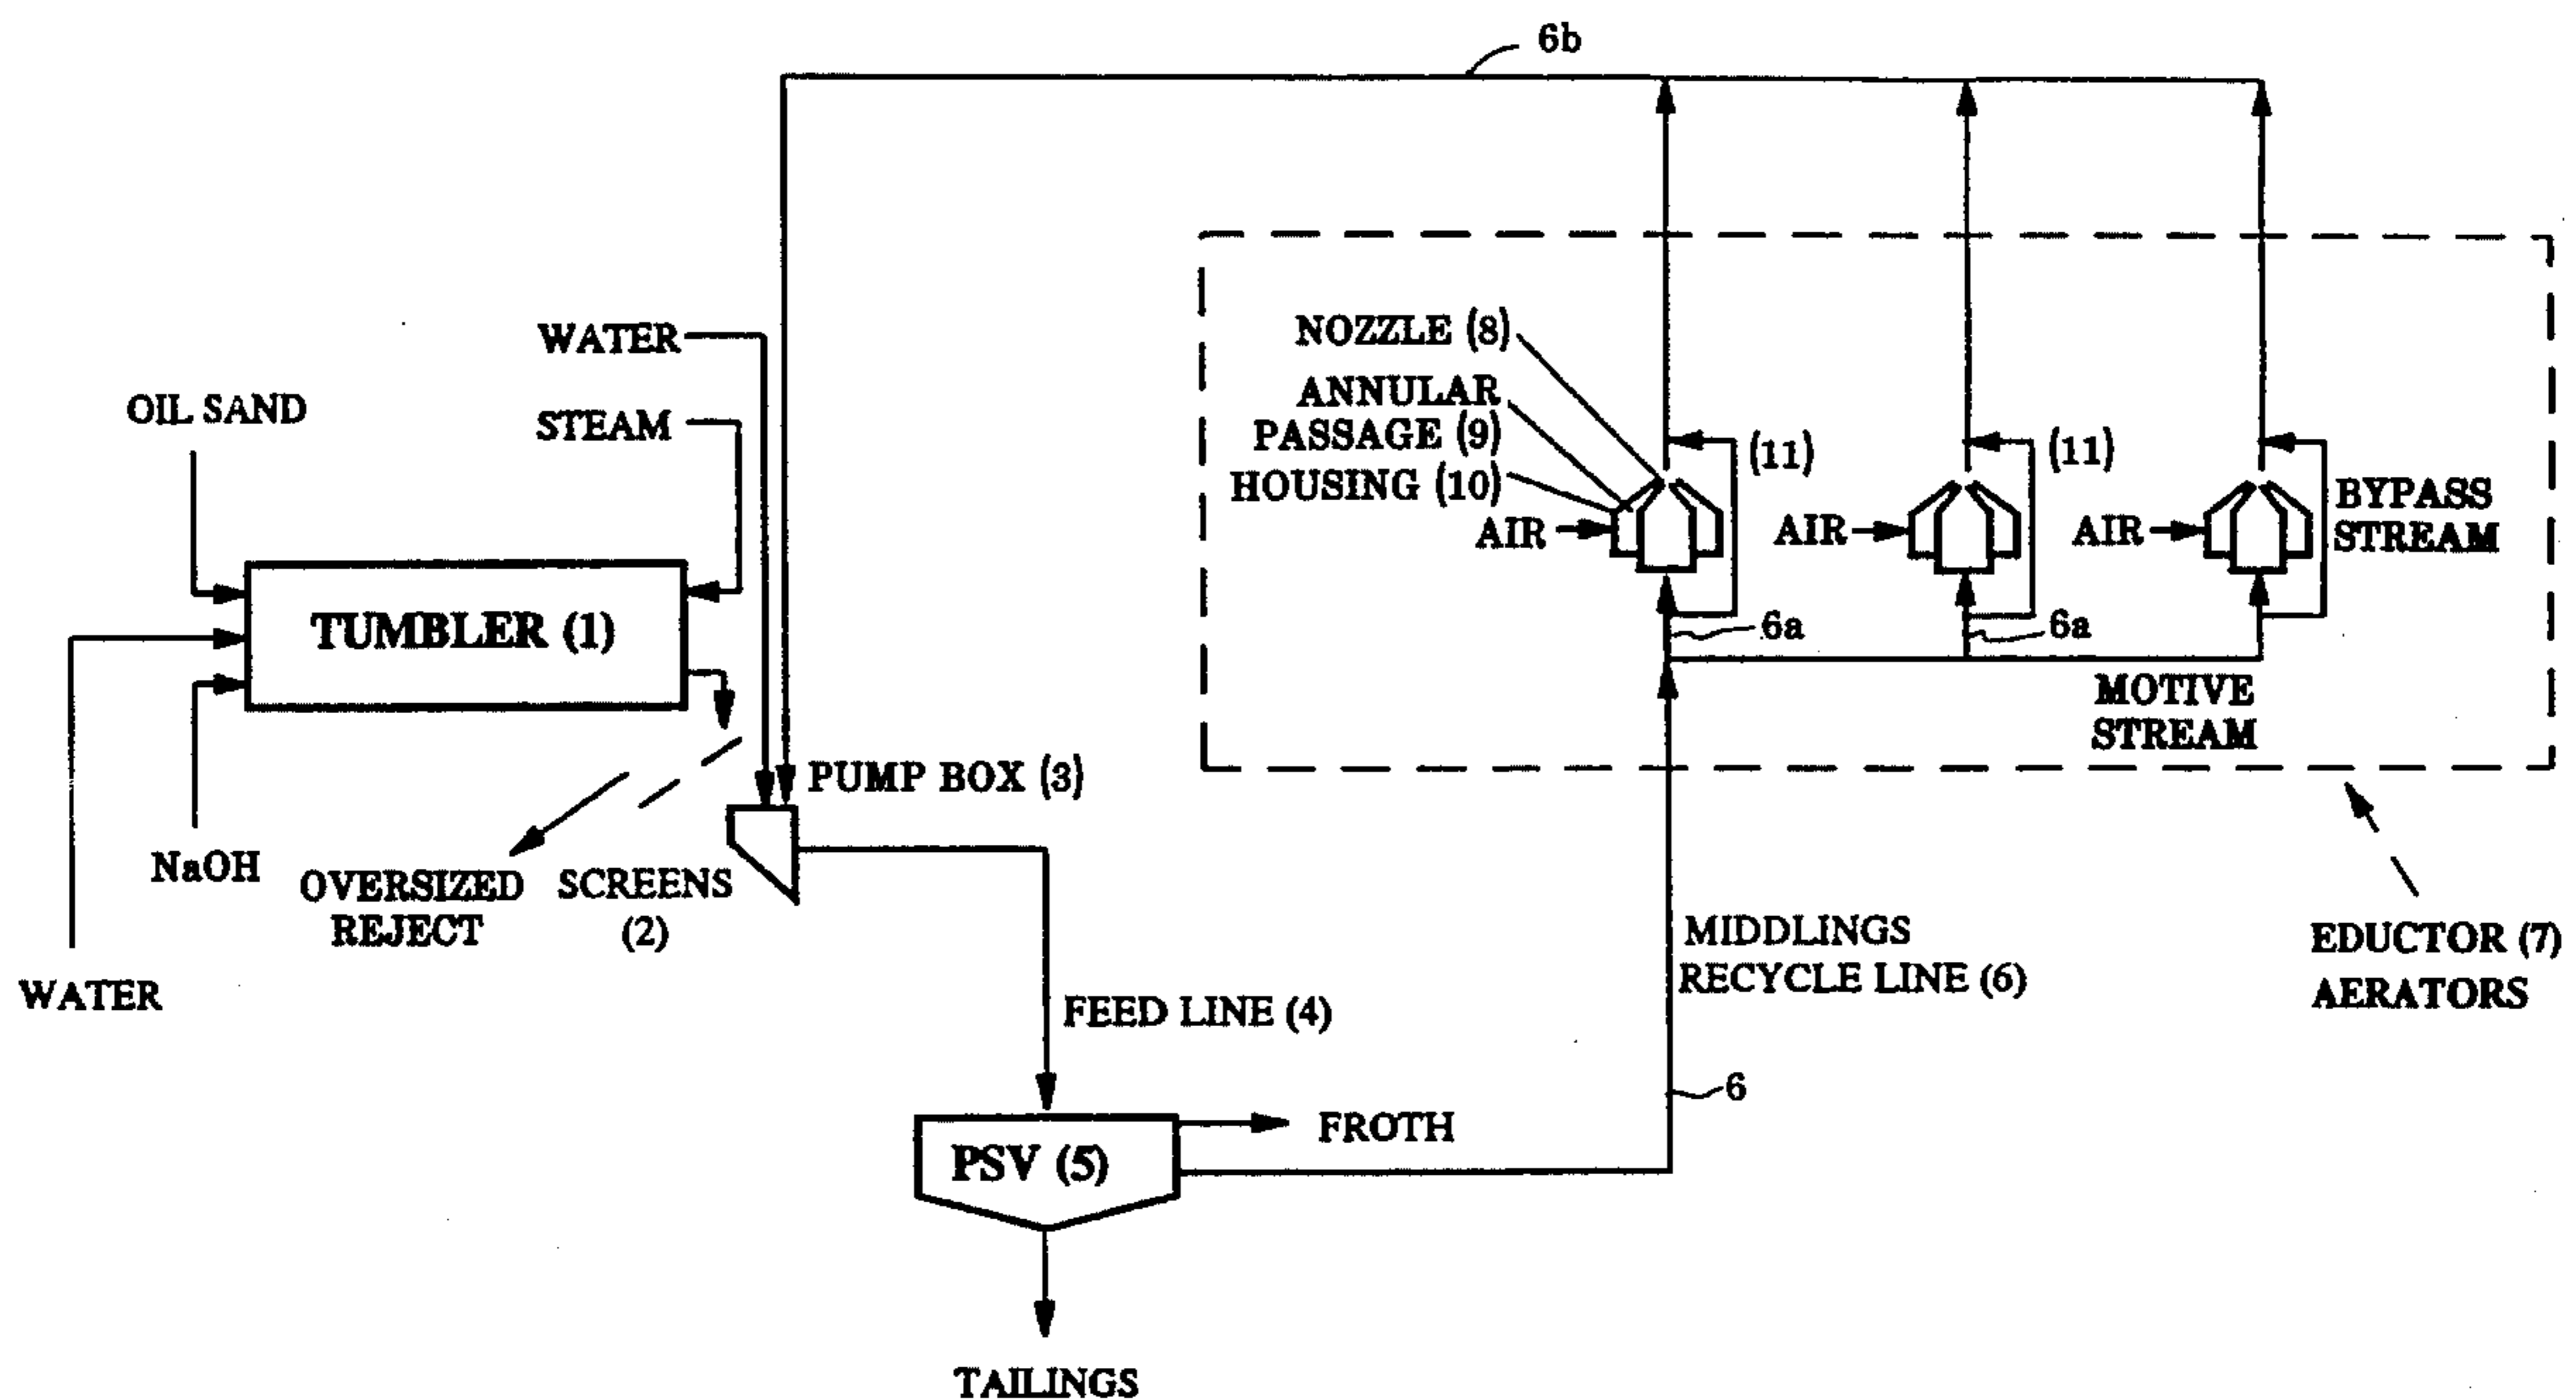 6b
WATER
STEAM
OIL SAND
NOZZLE (8)
ANNULAR
PASSAGE (9)
HOUSING (10)
AIR
(11)
AIR
(11)
AIR
BYPASS
STREAM
TUMBLER (1)
6a
6a
MOTIVE
STREAM
PUMP BOX (3)
NaOH
OVERSIZED
REJECT
SCREENS
(2)
WATER
MIDDLINGS
RECYCLE LINE (6)
EDUCTOR (7)
AERATORS
FEED LINE (4)
6
FROTH
PSV (5)
TAILINGS